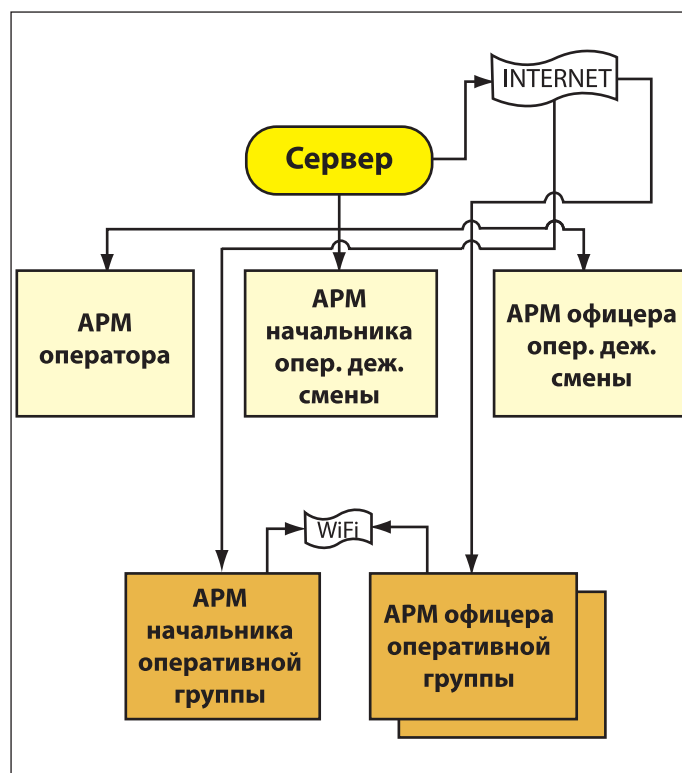 INTERNET
Сервер
АРМ
оператора
АРМ
начальника
опер. деж.
смены
АРМ офицера
опер. деж.
смены
WiFi
АРМ
начальника
оперативной
группы
АРМ офицера
оперативной
группы